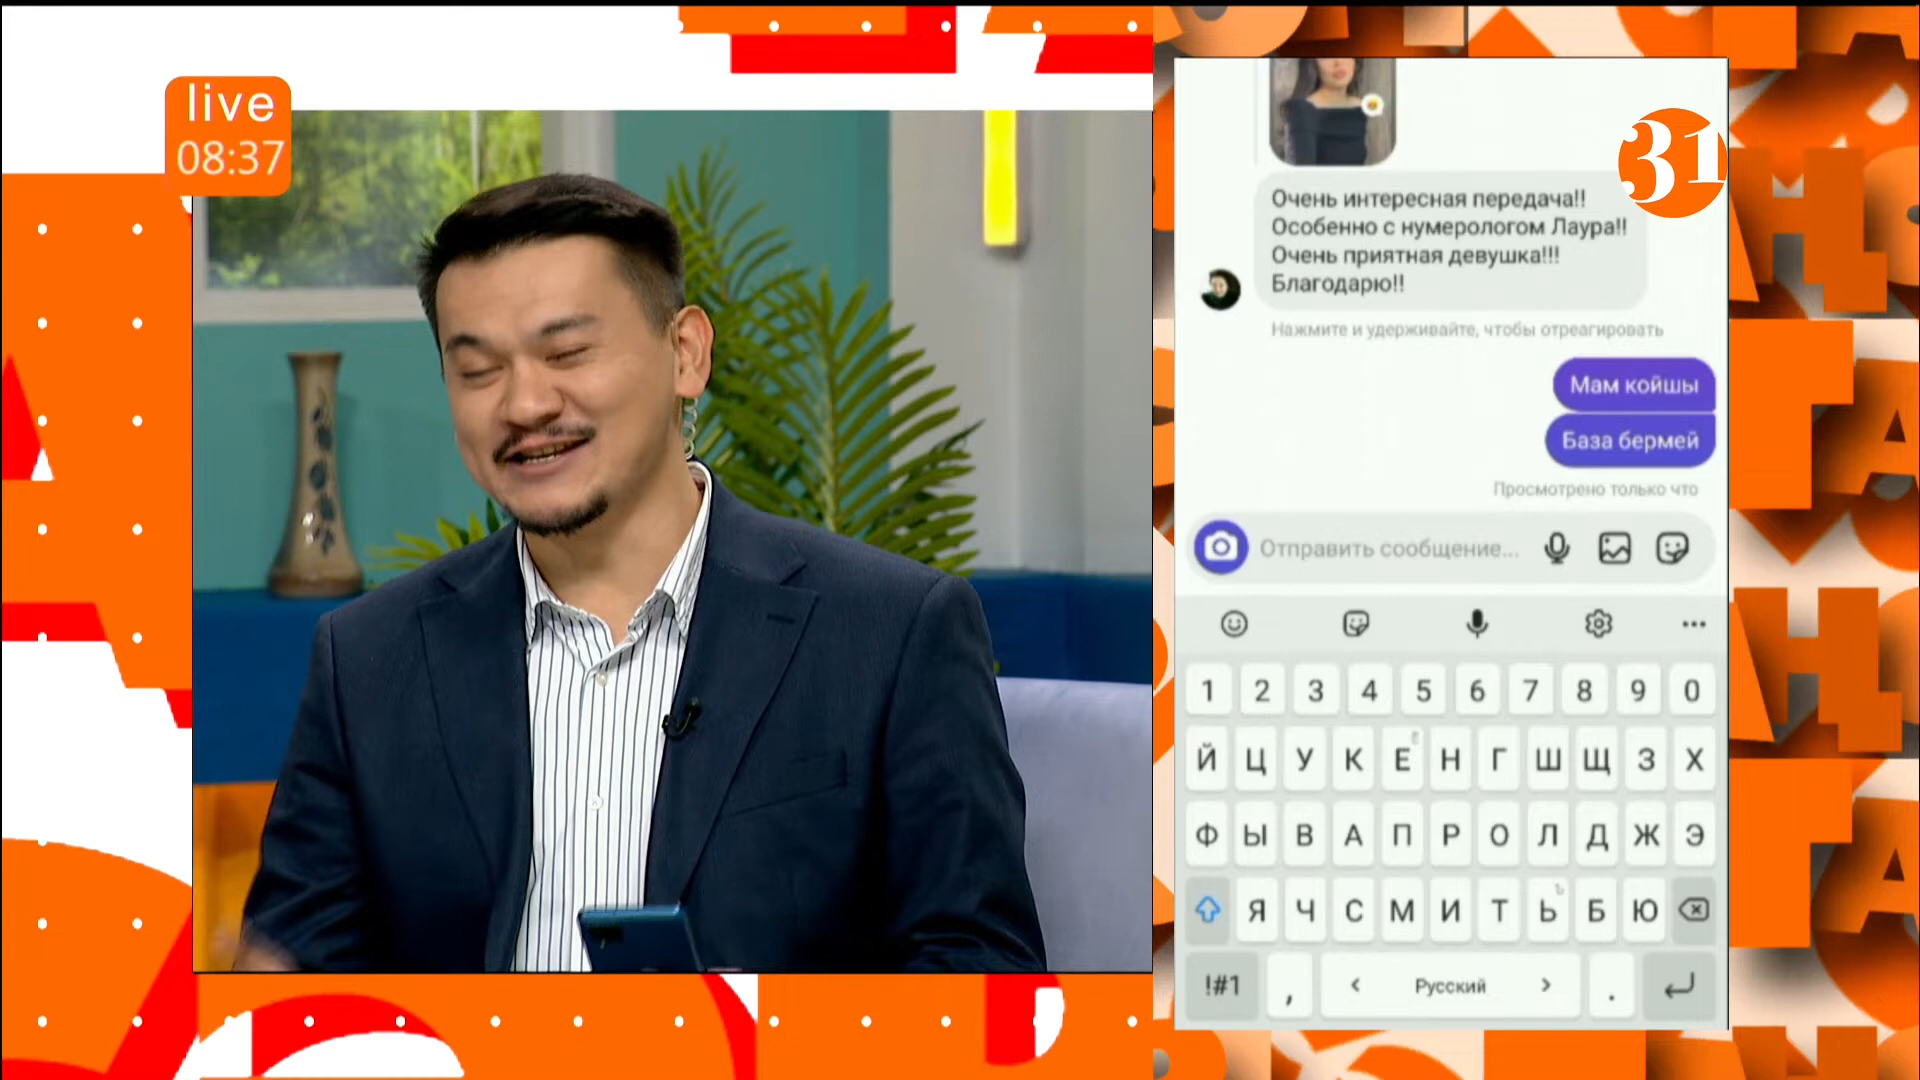 live
08:37
31
Очень интересная передача!!
Особенно с нумерологом Лаура!!
Очень приятная девушка!!!
Благодарю!!
Нажмите и удерживайте, чтобы отреагировать
Мам койшы
База бермей
Просмотрено только что
Отправить сообщение...
1 2 3 4 5 6 7 8 9 0
Й Ц У К Е Н Г Ш Щ З Х
Ф Ы В А П Р О Л Д Ж Э
Я Ч С М И Т Ь Б Ю
!#1 , < Русский > .